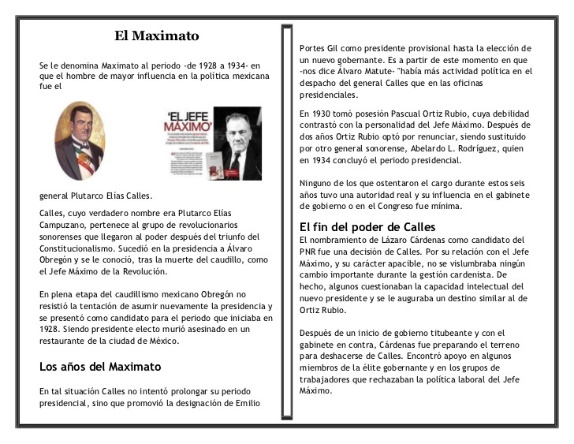 El Maximato
Se le denomina Maximato al periodo -de 1928 a 1934- en
que el hombre de mayor influencia en la política mexicana
fue el
'EL JEFE
MÁXIMO'
general Plutarco Elías Calles.
Calles, cuyo verdadero nombre era Plutarco Elías
Campuzano, pertenece al grupo de revolucionarios
sonorenses que llegaron al poder después del triunfo del
Constitucionalismo. Sucedió en la presidencia a Álvaro
Obregón y se le conoció, tras la muerte del caudillo, como
el Jefe Máximo de la Revolución.
En plena etapa del caudillismo mexicano Obregón no
resistió la tentación de asumir nuevamente la presidencia y
se presentó como candidato para el periodo que iniciaba en
1928. Siendo presidente electo murió asesinado en un
restaurante de la ciudad de México.
Los años del Maximato
En tal situación Calles no intentó prolongar su periodo
presidencial, sino que promovió la designación de Emilio
Portes Gil como presidente provisional hasta la elección de
un nuevo gobernante. Es a partir de este momento en que
-nos dice Álvaro Matute- "había más actividad política en el
despacho del general Calles que en las oficinas
presidenciales.
En 1930 tomó posesión Pascual Ortiz Rubio, cuya debilidad
contrastó con la personalidad del Jefe Máximo. Después de
dos años Ortiz Rubio optó por renunciar, siendo sustituido
por otro general sonorense, Abelardo L. Rodríguez, quien
en 1934 concluyó el periodo presidencial.
Ninguno de los que ostentaron el cargo durante estos seis
años tuvo una autoridad real y su influencia en el gabinete
de gobierno o en el Congreso fue mínima.
El fin del poder de Calles
El nombramiento de Lázaro Cárdenas como candidato del
PNR fue una decisión de Calles. Por su relación con el Jefe
Máximo, y su carácter apacible, no se vislumbraba ningún
cambio importante durante la gestión cardenista. De
hecho, algunos cuestionaban la capacidad intelectual del
nuevo presidente y se le auguraba un destino similar al de
Ortiz Rubio.
Después de un inicio de gobierno titubeante y con el
gabinete en contra, Cárdenas fue preparando el terreno
para deshacerse de Calles. Encontró apoyo en algunos
miembros de la élite gobernante y en los grupos de
trabajadores que rechazaban la política laboral del Jefe
Máximo.